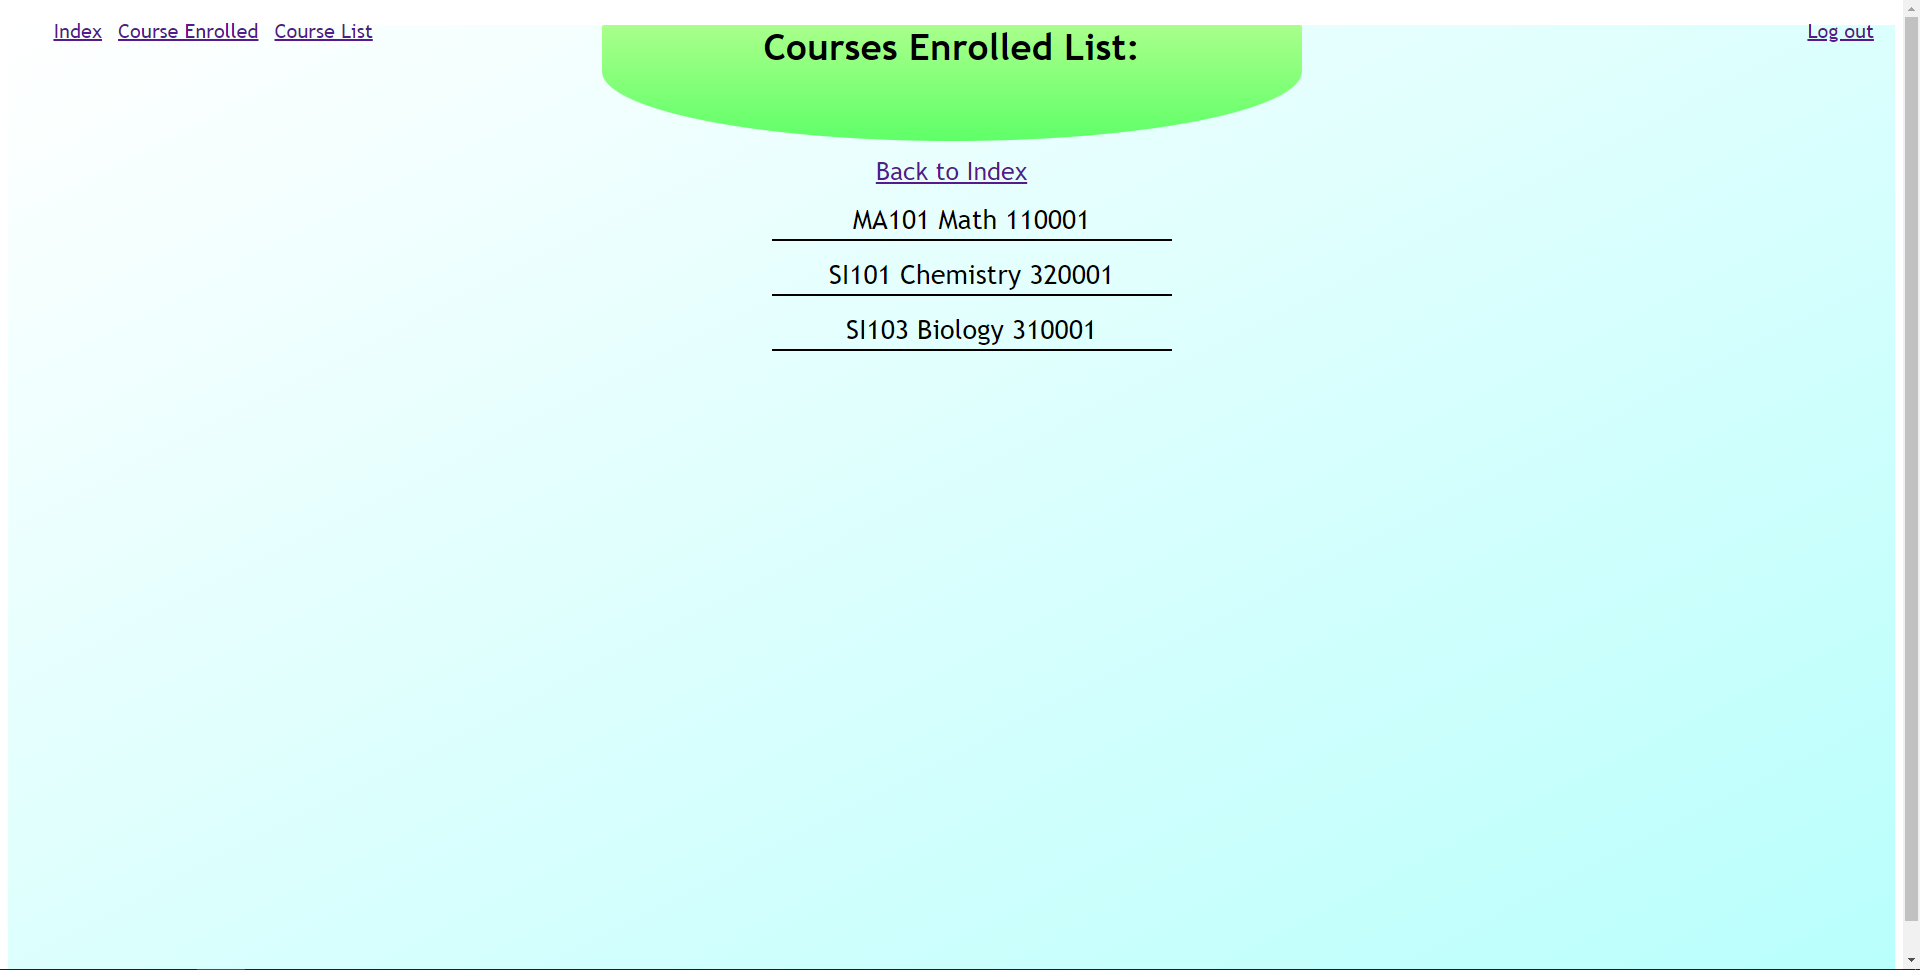 Index Course Enrolled Course List Log out
Courses Enrolled List:
Back to Index
MA101 Math 110001
SI101 Chemistry 320001
SI103 Biology 310001